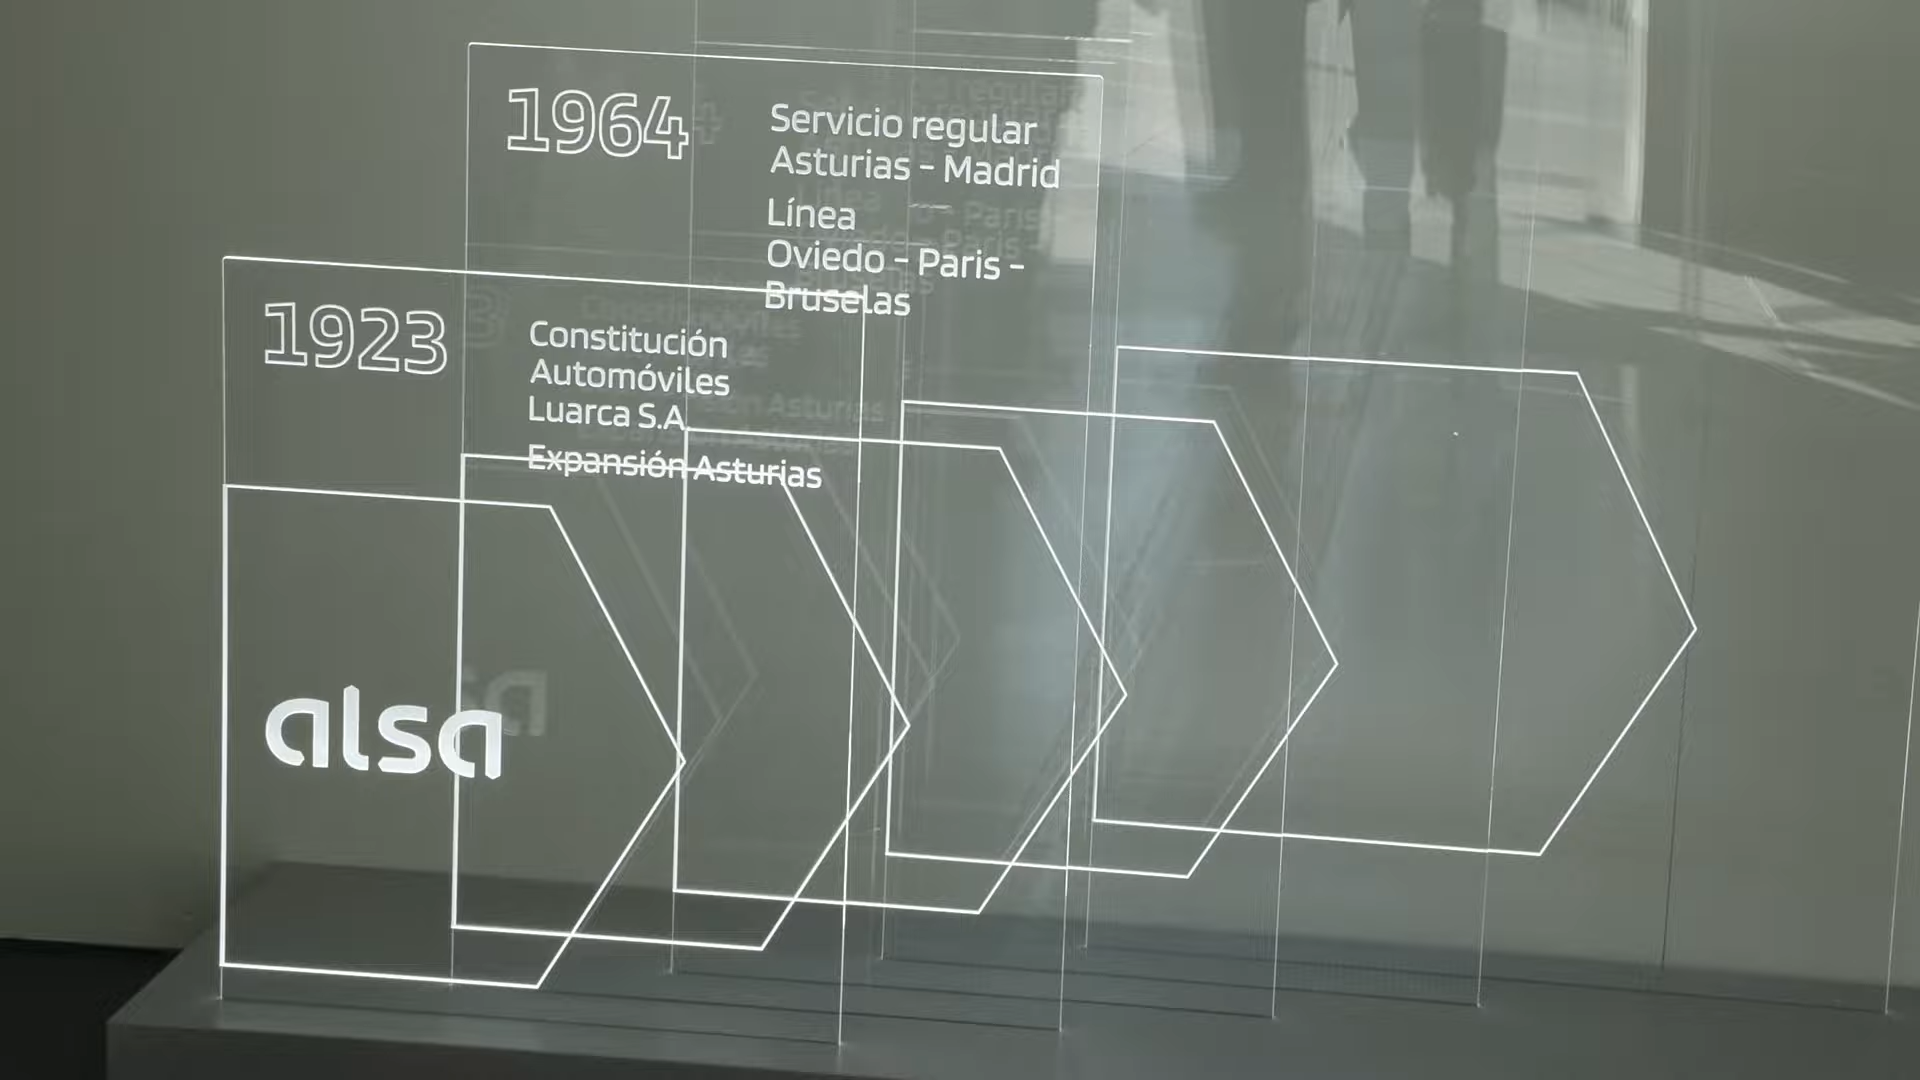 1964
Servicio regular
Asturias - Madrid
Línea
Oviedo - Paris -
Bruselas
1923
Constitución
Automóviles
Luarca S.A.
Expansión Asturias
alsa